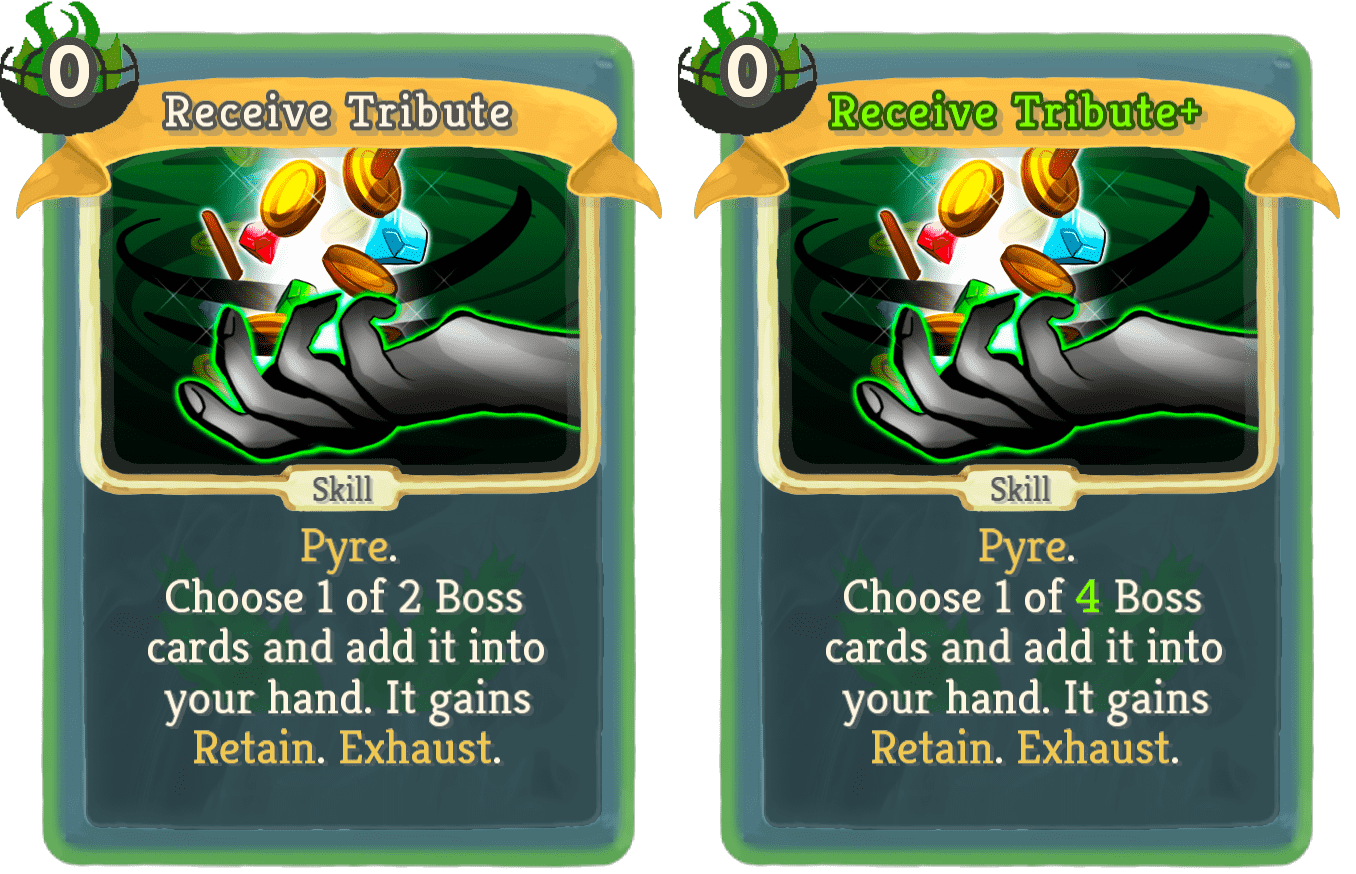 0
Receive Tribute
Skill
Pyre.
Choose 1 of 2 Boss
cards and add it into
your hand. It gains
Retain. Exhaust.
0
Receive Tribute+
Skill
Pyre.
Choose 1 of 4 Boss
cards and add it into
your hand. It gains
Retain. Exhaust.